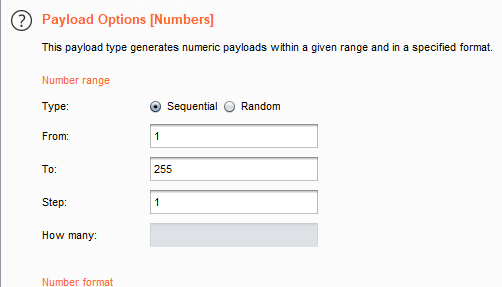 ? Payload Options [Numbers]
This payload type generates numeric payloads within a given range and in a specified format.
Number range
Type: Sequential Random
From: 1
To: 255
Step: 1
How many:
Number format